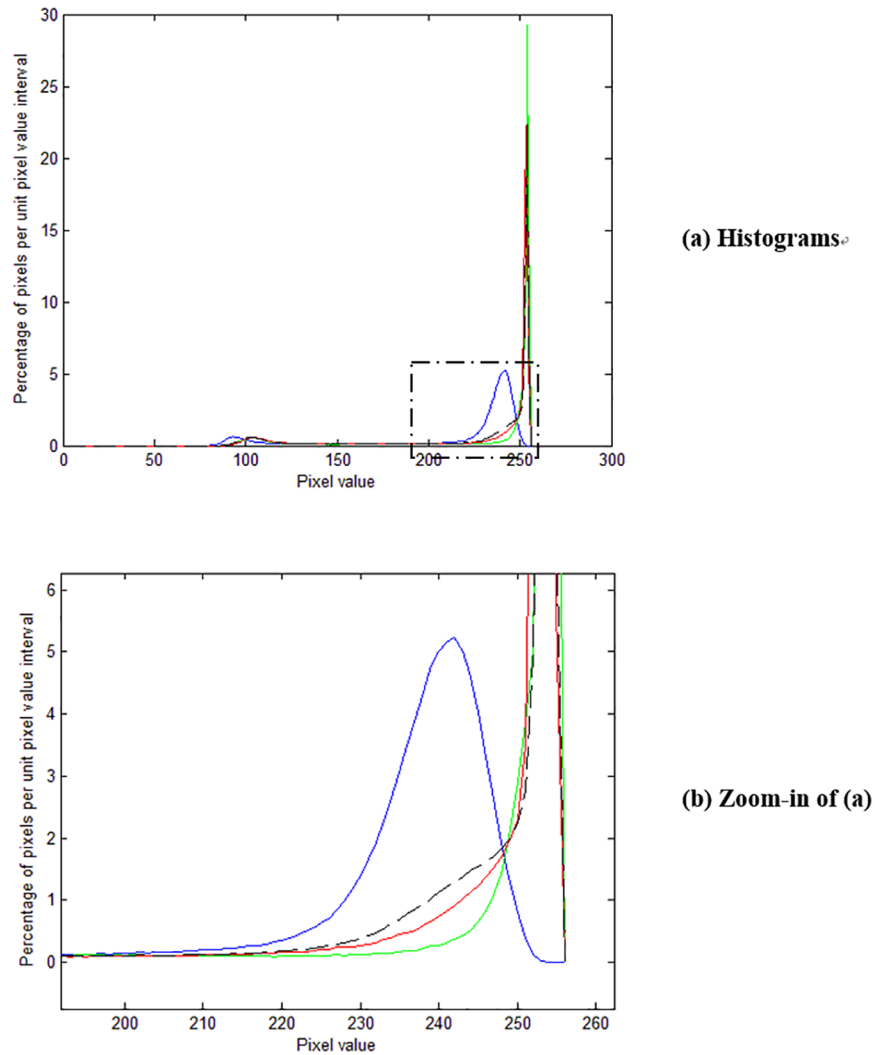 30
25
20
15
10
5
0
Percentage of pixels per unit pixel value interval
0 50 100 150 200 250 300
Pixel value
(a) Histograms↵
6
5
4
3
2
1
0
Percentage of pixels per unit pixel value interval
200 210 220 230 240 250 260
Pixel value
(b) Zoom-in of (a)